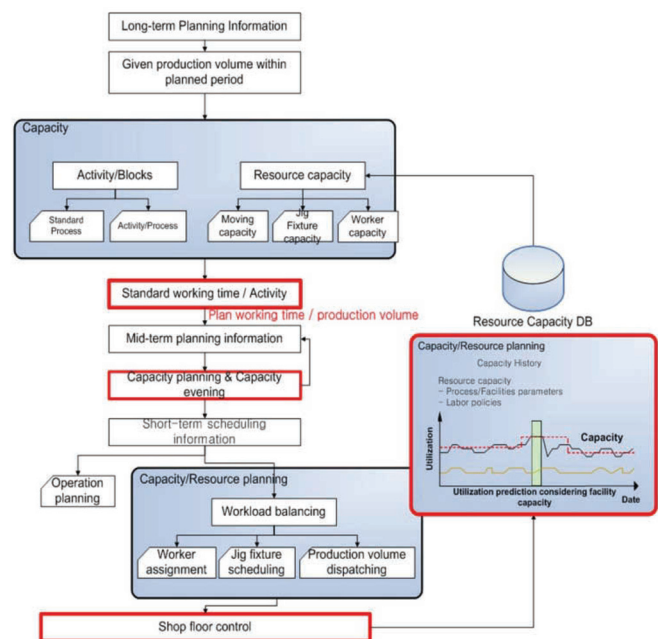 Long-term Planning Information
Given production volume within
planned period
Capacity
Activity/Blocks
Resource capacity
Standard
Process
Activity/Process
Moving
capacity
Jig
Fixture
capacity
Worker
capacity
Standard working time / Activity
Plan working time / production volume
Resource Capacity DB
Mid-term planning information
Capacity planning & Capacity
evening
Short-term scheduling
information
Operation
planning
Capacity/Resource planning
Workload balancing
Worker
assignment
Jig fixture
scheduling
Production volume
dispatching
Shop floor control
Capacity/Resource planning
Capacity History
Resource capacity
- Process/Facilities parameters
- Labor policies
Utilization
Capacity
Utilization prediction considering facility
capacity
Date